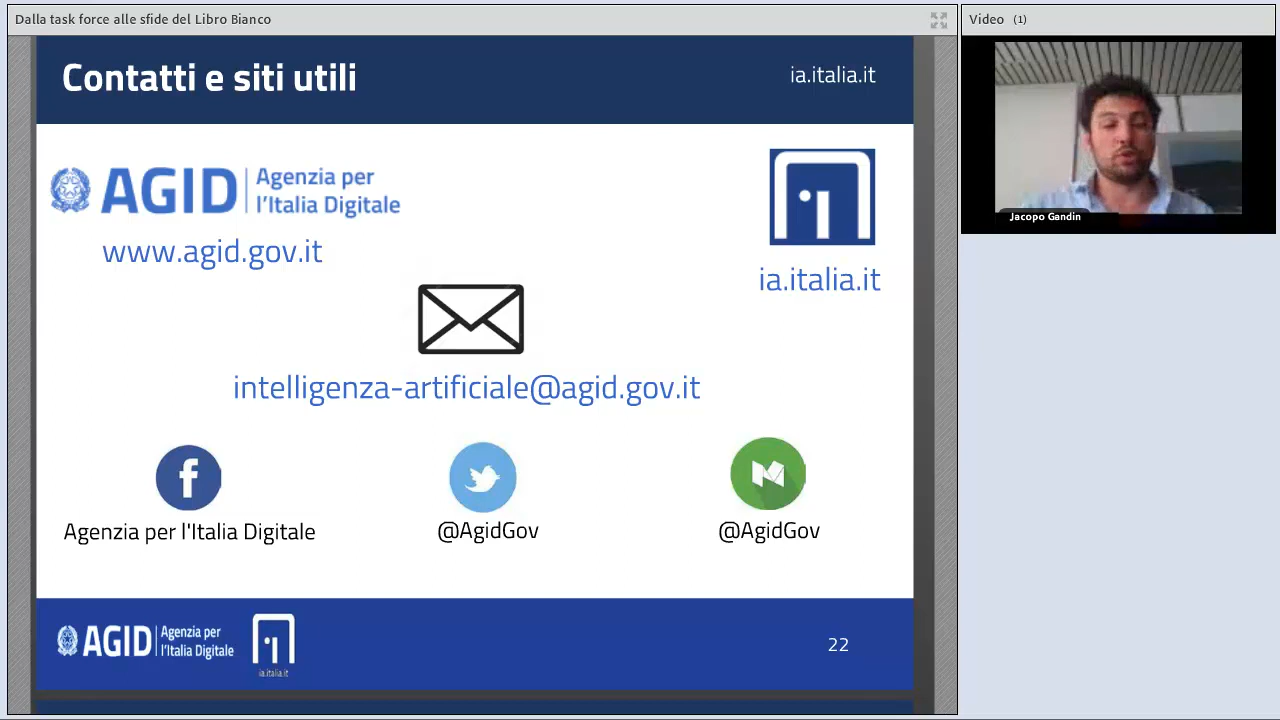 Dalla task force alle sfide del Libro Bianco
Video (1)
Contatti e siti utili
ia.italia.it
AGID Agenzia per
l'Italia Digitale
www.agid.gov.it
ia.italia.it
Jacopo Gandin
intelligenza-artificiale@agid.gov.it
Agenzia per l'Italia Digitale
@AgidGov
@AgidGov
AGID Agenzia per
l'Italia Digitale
ia.italia.it
22